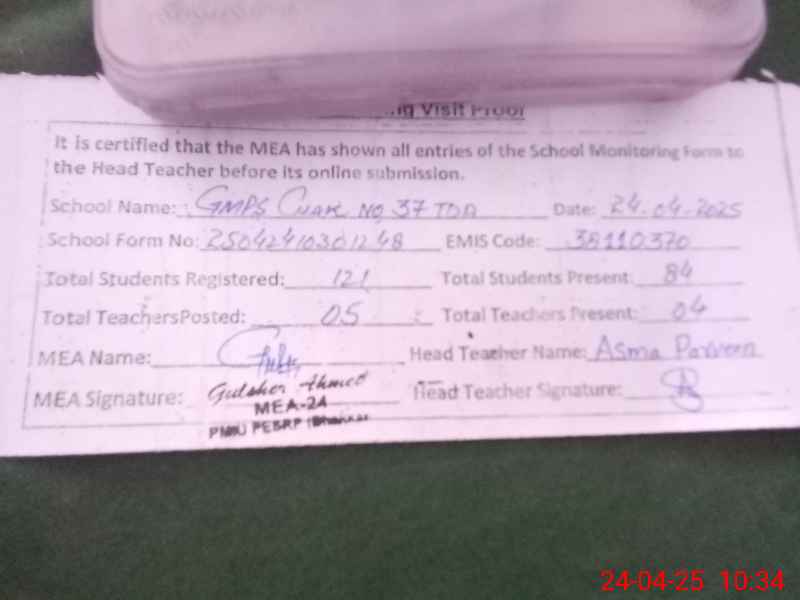 Visit Proof
It is certified that the MEA has shown all entries of the School Monitoring Form to
the Head Teacher before its online submission.
School Name: GMPS CHAK NO 37 TDA Date: 24.04.2025
School Form No: 25042410301248 EMIS Code: 38110370
Total Students Registered: 121 Total Students Present: 84
Total TeachersPosted: 05 Total Teachers Present: 04
MEA Name: Head Teacher Name: Asma Parveen
MEA Signature: Gulsher Ahmed Head Teacher Signature:
MEA-24
PMIU PESRP Bhakkar
24-04-25 10:34